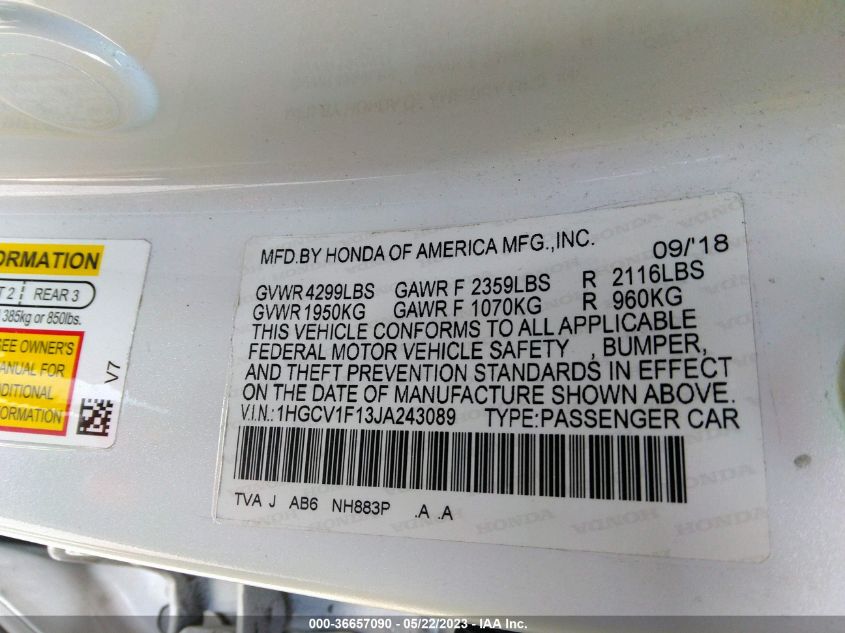 MFD.BY HONDA OF AMERICA MFG.,INC. 09/'18
GVWR 4299LBS GAWR F 2359LBS R 2116LBS
GVWR 1950KG GAWR F 1070KG R 960KG
THIS VEHICLE CONFORMS TO ALL APPLICABLE
FEDERAL MOTOR VEHICLE SAFETY , BUMPER,
AND THEFT PREVENTION STANDARDS IN EFFECT
ON THE DATE OF MANUFACTURE SHOWN ABOVE.
V.I.N.:1HGCV1F13JA243089 TYPE:PASSENGER CAR
TVA J AB6 NH883P .A .A
ORMATION
T 2 REAR 3
385kg or 850lbs.
SEE OWNER'S
MANUAL FOR
DDITIONAL
FORMATION
V7
000-36657090 - 05/22/2023 - IAA Inc.